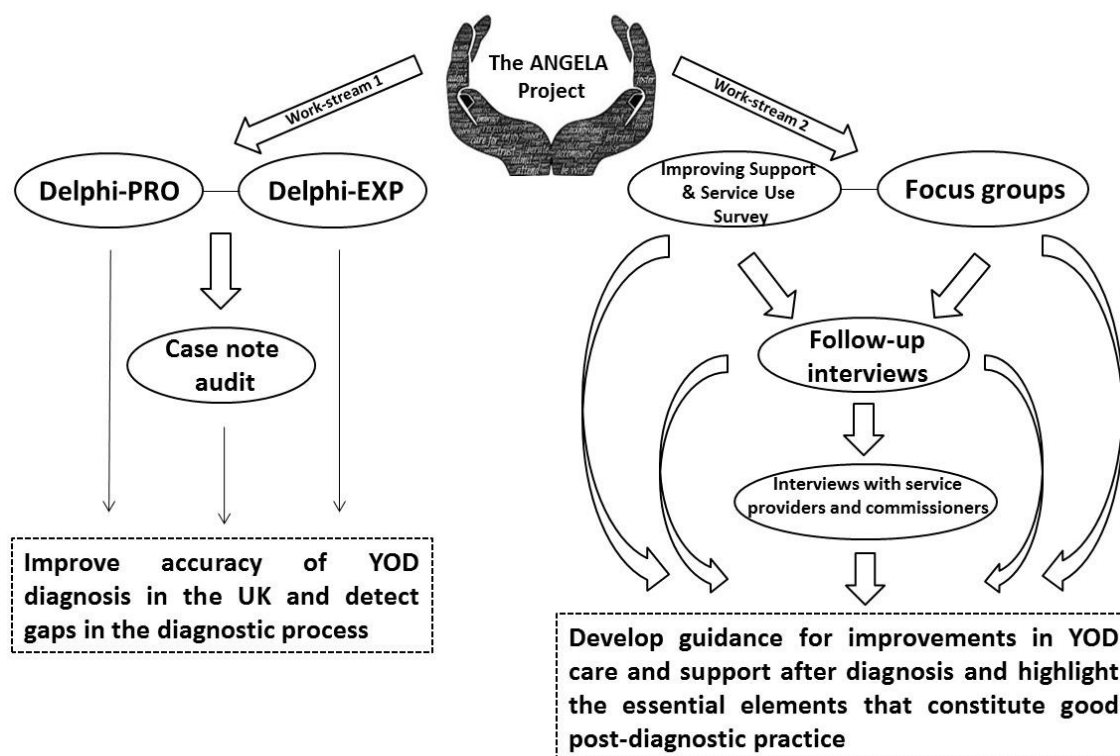 The ANGELA
Project
Work-stream 1
Work-stream 2
Delphi-PRO
Delphi-EXP
Improving Support
& Service Use
Survey
Focus groups
Case note
audit
Follow-up
interviews
Interviews with service
providers and commissioners
Improve accuracy of YOD
diagnosis in the UK and detect
gaps in the diagnostic process
Develop guidance for improvements in YOD
care and support after diagnosis and highlight
the essential elements that constitute good
post-diagnostic practice